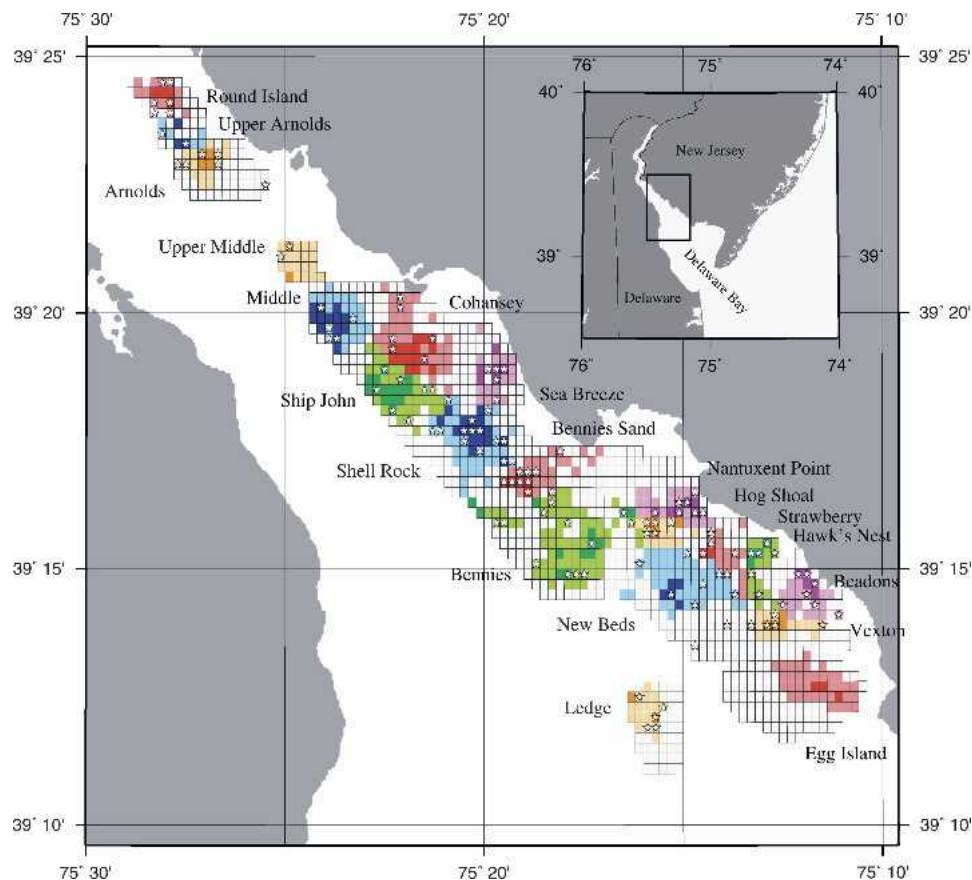 75˚ 30'
75˚ 20'
75˚ 10'
39˚ 25'
39˚ 25'
76˚
75˚
74˚
40˚
40˚
Round Island
Upper Arnolds
New Jersey
Arnolds
Upper Middle
39˚
39˚
Delaware Bay
Delaware
Middle
Cohansey
39˚ 20'
39˚ 20'
76˚
75˚
74˚
Ship John
Sea Breeze
Bennies Sand
Shell Rock
Nantuxent Point
Hog Shoal
Strawberry
Hawk's Nest
39˚ 15'
39˚ 15'
Bennies
Beadons
New Beds
Vexton
Ledge
Egg Island
39˚ 10'
39˚ 10'
75˚ 30'
75˚ 20'
75˚ 10'